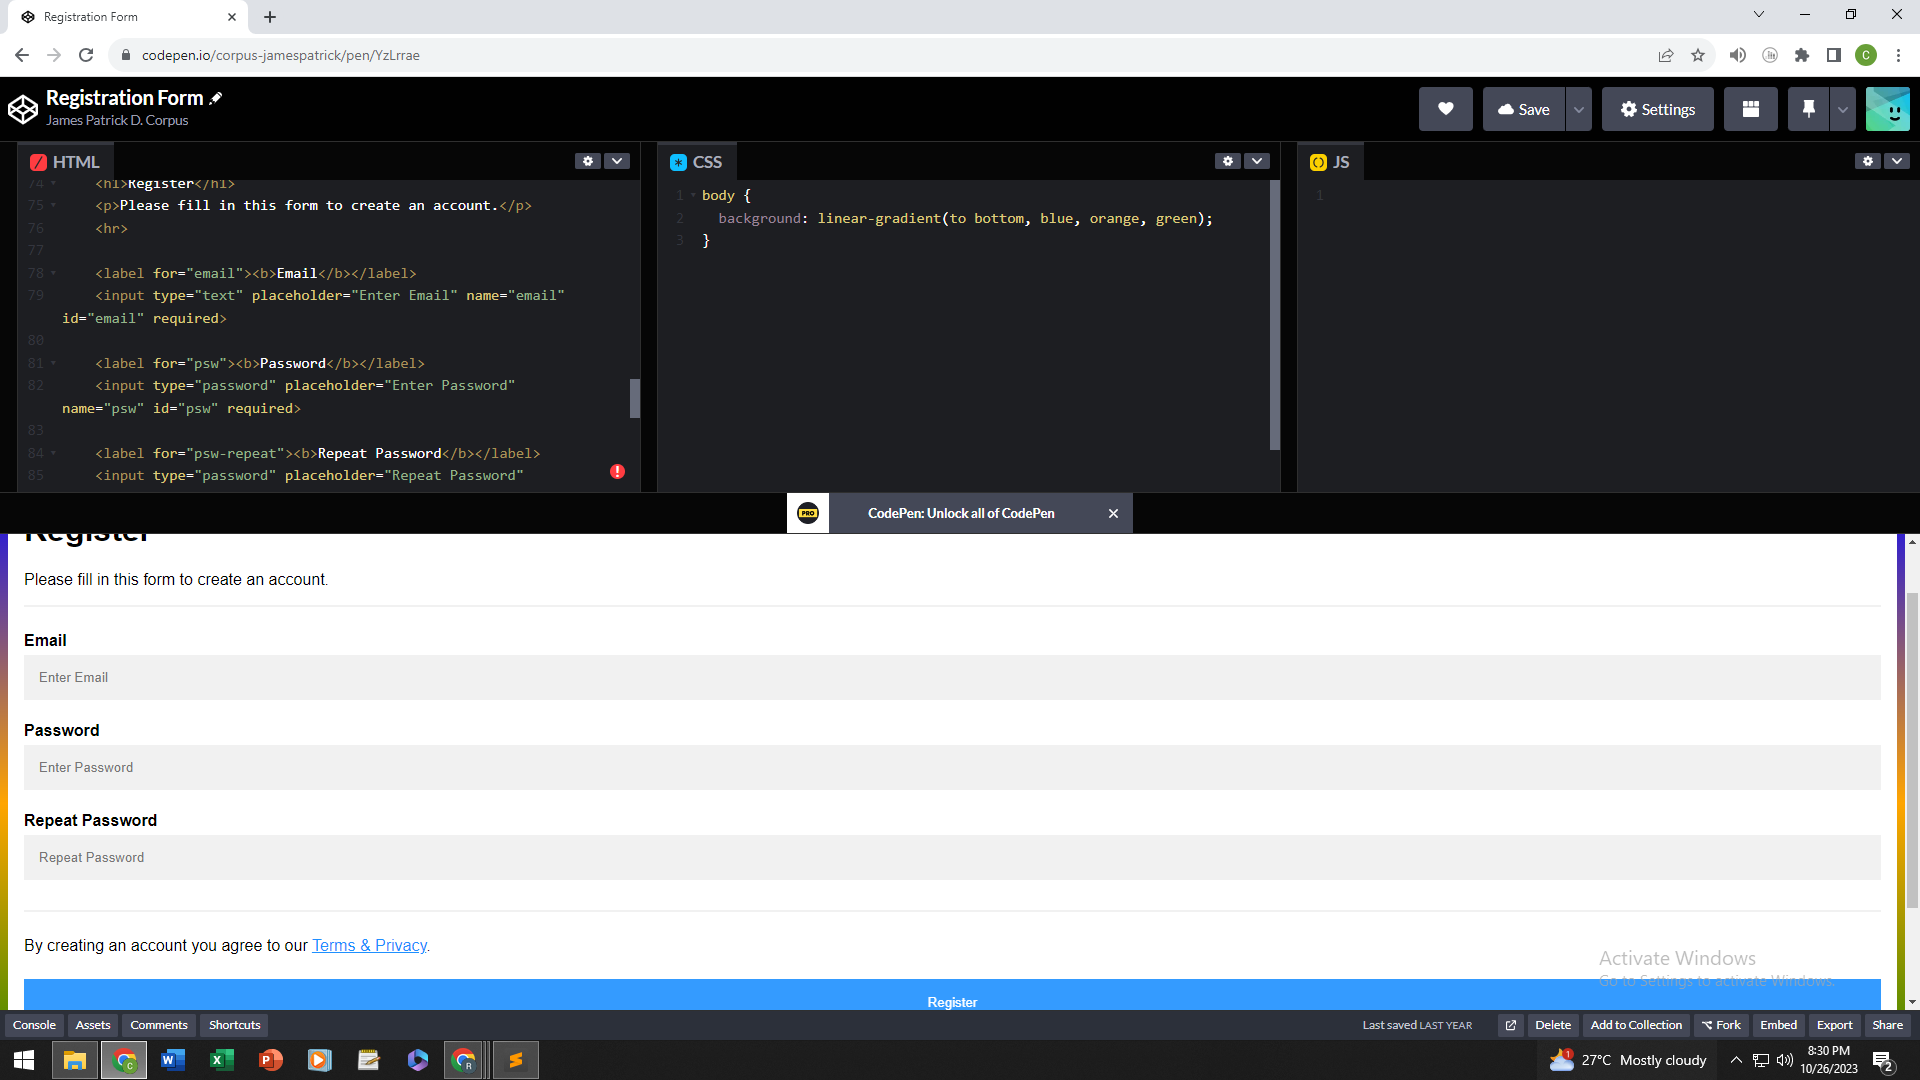 Registration Form
codepen.io/corpus-jamespatrick/pen/YzLrrae
C
Registration Form
James Patrick D. Corpus
Save
Settings
HTML
74 <h1>Register</h1>
75 <p>Please fill in this form to create an account.</p>
76 <hr>
77
78 <label for="email"><b>Email</b></label>
79 <input type="text" placeholder="Enter Email" name="email"
id="email" required>
80
81 <label for="psw"><b>Password</b></label>
82 <input type="password" placeholder="Enter Password"
name="psw" id="psw" required>
83
84 <label for="psw-repeat"><b>Repeat Password</b></label>
85 <input type="password" placeholder="Repeat Password"
CSS
1 body {
2 background: linear-gradient(to bottom, blue, orange, green);
3 }
JS
1
PRO
CodePen: Unlock all of CodePen
Register
Please fill in this form to create an account.
Email
Enter Email
Password
Enter Password
Repeat Password
Repeat Password
By creating an account you agree to our Terms & Privacy.
Register
Activate Windows
Go to Settings to activate Windows.
Console Assets Comments Shortcuts
Last saved LAST YEAR
Delete Add to Collection Fork Embed Export Share
27°C Mostly cloudy
8:30 PM
10/26/2023
2